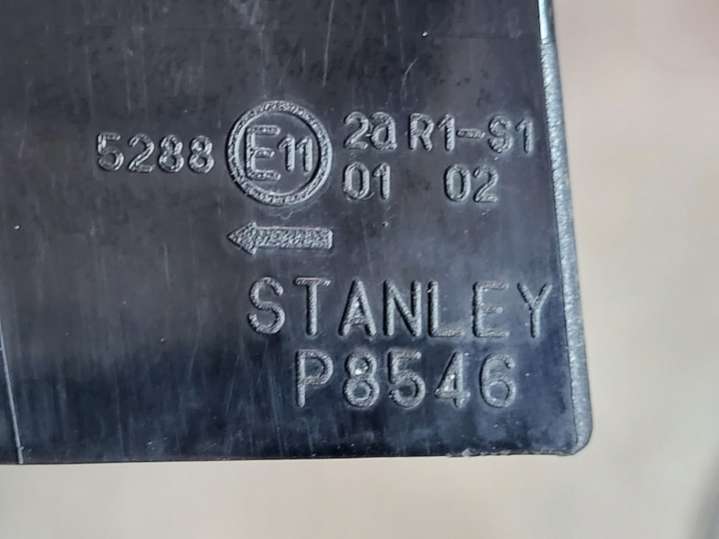 5288 E11 2a R1-S1
01 02
STANLEY
P8546